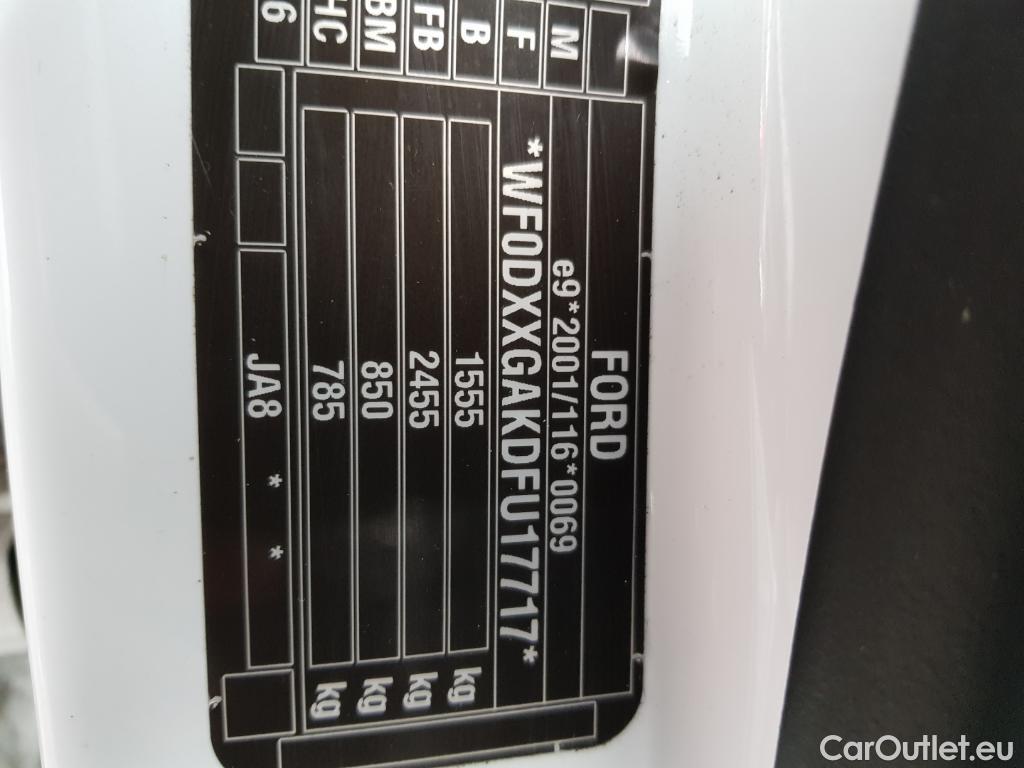 FORD
M e9*2001/116*0069
F *WF0DXXGAKDFU17717*
B 1555 kg
FB 2455 kg
BM 850 kg
HC 785 kg
6 JA8 * *
CarOutlet.eu